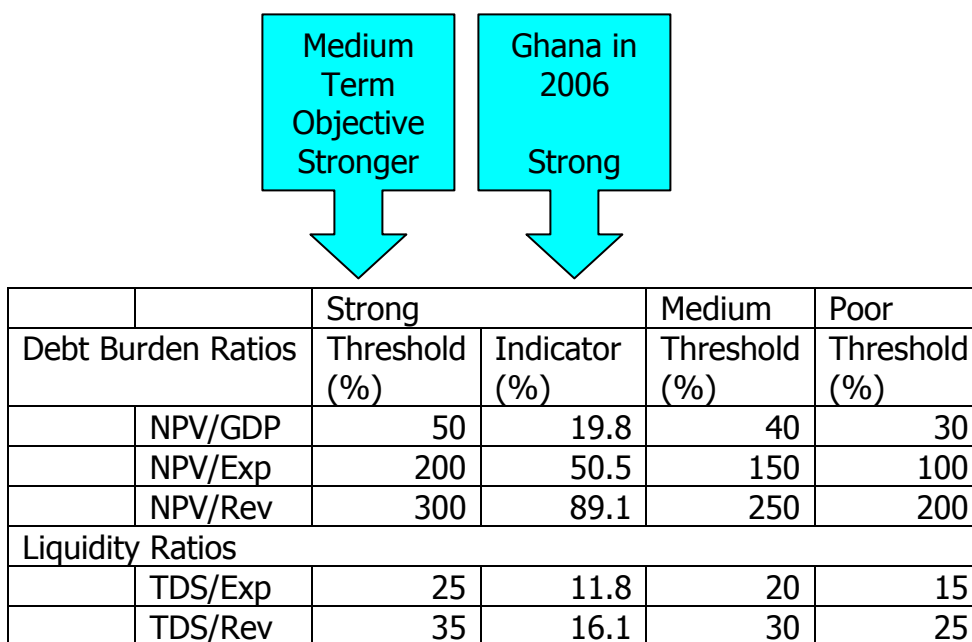 Medium
Term
Objective
Stronger
Ghana in
2006
Strong
Strong Medium Poor
Debt Burden Ratios Threshold Indicator Threshold Threshold
(%) (%) (%) (%)
NPV/GDP 50 19.8 40 30
NPV/Exp 200 50.5 150 100
NPV/Rev 300 89.1 250 200
Liquidity Ratios
TDS/Exp 25 11.8 20 15
TDS/Rev 35 16.1 30 25